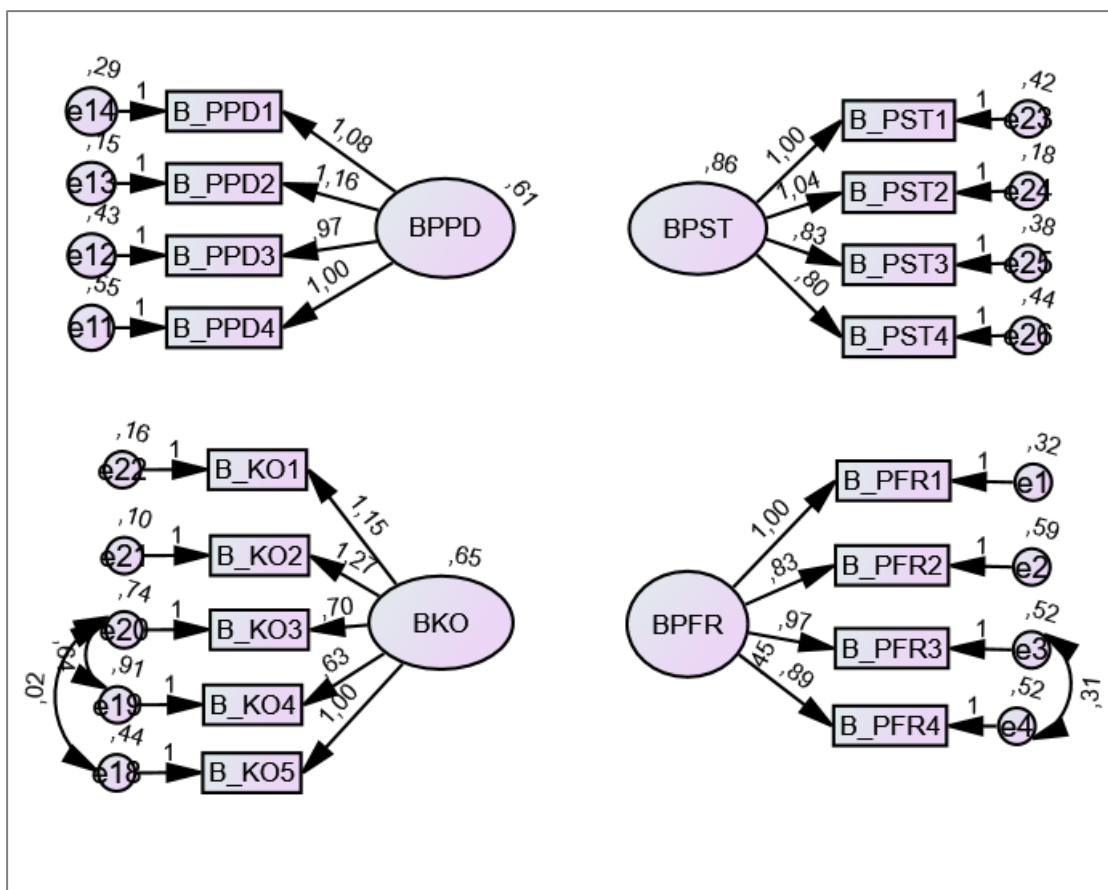 ,29
e14
1
B_PPD1
1,08
,15
e13
1
B_PPD2
1,16
,43
e12
1
B_PPD3
,97
,55
e11
1
B_PPD4
1,00
BPPD
,61
,86
BPST
1,00
B_PST1
1
,42
e23
1,04
B_PST2
1
,18
e24
,83
B_PST3
1
,38
e25
,80
B_PST4
1
,44
e26
,16
e22
1
B_KO1
1,15
,10
e21
1
B_KO2
1,27
,74
e20
1
B_KO3
,70
,91
e19
1
B_KO4
,63
,44
e18
1
B_KO5
1,00
,02
BKO
,65
BPFR
,45
1,00
B_PFR1
1
,32
e1
,83
B_PFR2
1
,59
e2
,97
B_PFR3
1
,52
e3
,89
B_PFR4
1
,52
e4
,31